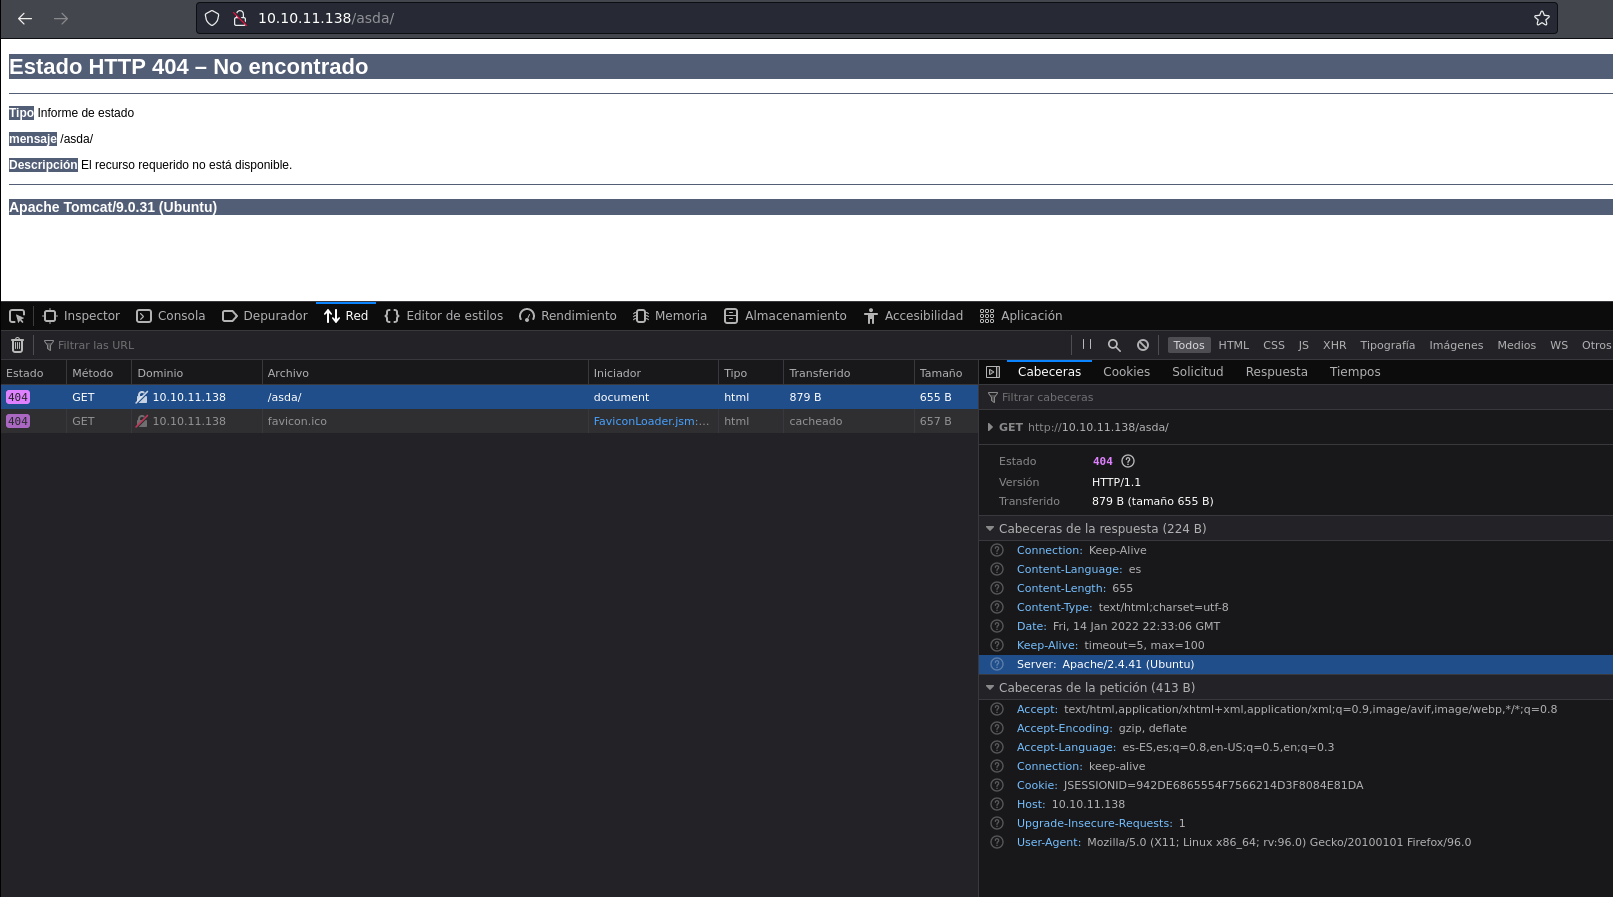 10.10.11.138/asda/
Estado HTTP 404 – No encontrado
Tipo Informe de estado
mensaje /asda/
Descripción El recurso requerido no está disponible.
Apache Tomcat/9.0.31 (Ubuntu)
Inspector Consola Depurador Red Editor de estilos Rendimiento Memoria Almacenamiento Accesibilidad Aplicación
Filtrar las URL Todos HTML CSS JS XHR Tipografía Imágenes Medios WS Otros
Estado Método Dominio Archivo Iniciador Tipo Transferido Tamaño
404 GET 10.10.11.138 /asda/ document html 879 B 655 B
404 GET 10.10.11.138 favicon.ico FaviconLoader.jsm:... html cacheado 657 B
Cabeceras Cookies Solicitud Respuesta Tiempos
Filtrar cabeceras
GET http://10.10.11.138/asda/
Estado 404
Versión HTTP/1.1
Transferido 879 B (tamaño 655 B)
Cabeceras de la respuesta (224 B)
Connection: Keep-Alive
Content-Language: es
Content-Length: 655
Content-Type: text/html;charset=utf-8
Date: Fri, 14 Jan 2022 22:33:06 GMT
Keep-Alive: timeout=5, max=100
Server: Apache/2.4.41 (Ubuntu)
Cabeceras de la petición (413 B)
Accept: text/html,application/xhtml+xml,application/xml;q=0.9,image/avif,image/webp,*/*;q=0.8
Accept-Encoding: gzip, deflate
Accept-Language: es-ES,es;q=0.8,en-US;q=0.5,en;q=0.3
Connection: keep-alive
Cookie: JSESSIONID=942DE6865554F7566214D3F8084E81DA
Host: 10.10.11.138
Upgrade-Insecure-Requests: 1
User-Agent: Mozilla/5.0 (X11; Linux x86_64; rv:96.0) Gecko/20100101 Firefox/96.0